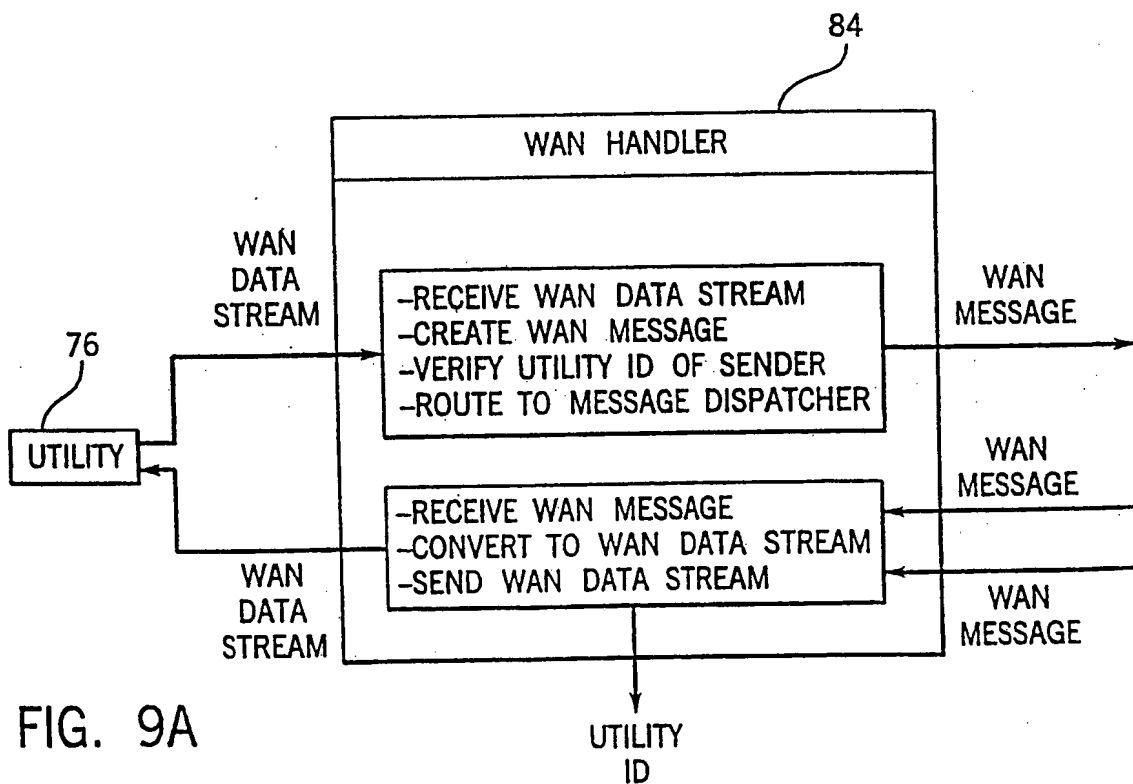 84
WAN HANDLER
WAN
DATA
STREAM
-RECEIVE WAN DATA STREAM
-CREATE WAN MESSAGE
-VERIFY UTILITY ID OF SENDER
-ROUTE TO MESSAGE DISPATCHER
WAN
MESSAGE
76
UTILITY
WAN
MESSAGE
-RECEIVE WAN MESSAGE
-CONVERT TO WAN DATA STREAM
-SEND WAN DATA STREAM
WAN
DATA
STREAM
WAN
MESSAGE
FIG. 9A
UTILITY
ID